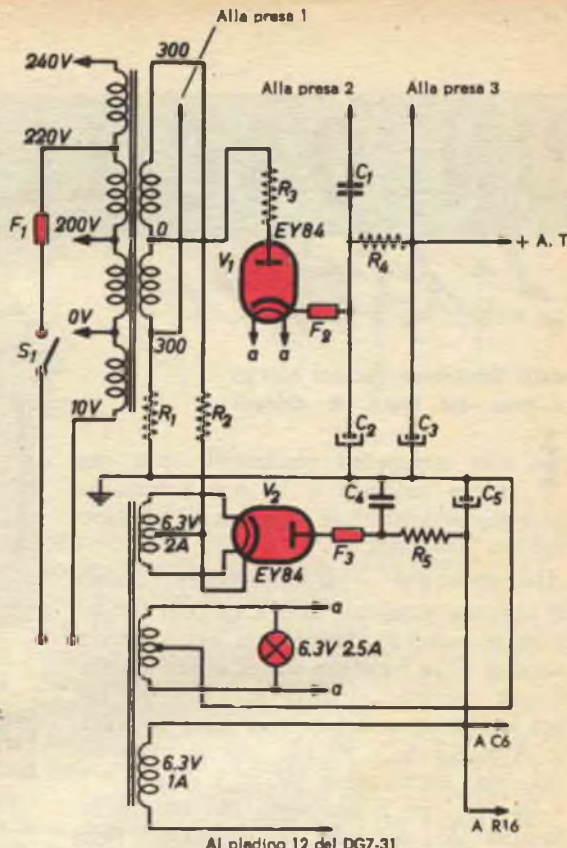 Alla presa 1
300
240V
Alla presa 2
Alla presa 3
220V
C1
R3
F1
200V
0
EY84
V1
R4
+ A. T
F2
0V
a
a
S1
300
10V
R1
R2
C2
C3
V2
C4
C5
6.3V
2A
F3
R5
EY84
a
6.3V 2.5A
a
A C6
6.3V
1A
A R16
Al piedino 12 del DG7-31